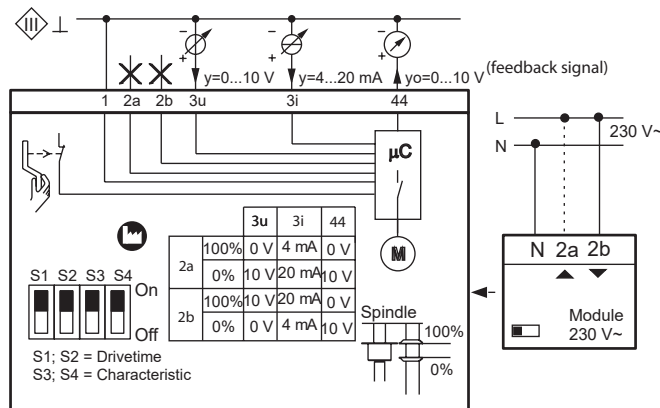 III ⊥
− − −
+ + +
y=0...10 V y=4...20 mA yo=0...10 V (feedback signal)
1 2a 2b 3u 3i 44
L
N
230 V~
µC
M
3u 3i 44
2a 100% 0 V 4 mA 0 V
0% 10 V 20 mA 10 V
2b 100% 10 V 20 mA 0 V
0% 0 V 4 mA 10 V
S1 S2 S3 S4
On
Off
S1; S2 = Drivetime
S3; S4 = Characteristic
Spindle
100%
0%
N 2a 2b
Module
230 V~